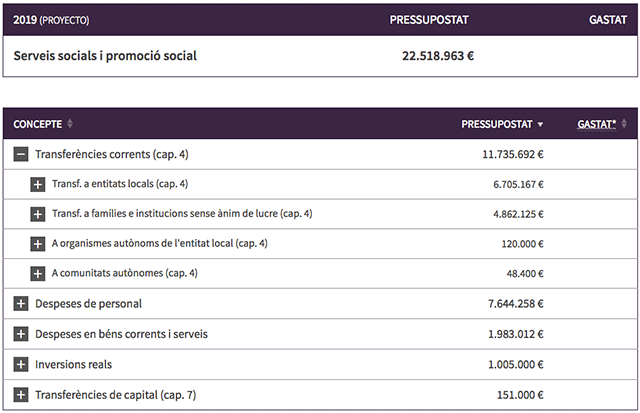 2019 (PROYECTO) PRESSUPOSTAT GASTAT
Serveis socials i promoció social 22.518.963 €
CONCEPTE PRESSUPOSTAT GASTAT*
Transferències corrents (cap. 4) 11.735.692 €
Transf. a entitats locals (cap. 4) 6.705.167 €
Transf. a famílies e institucions sense ànim de lucre (cap. 4) 4.862.125 €
A organismes autònoms de l'entitat local (cap. 4) 120.000 €
A comunitats autònomes (cap. 4) 48.400 €
Despeses de personal 7.644.258 €
Despeses en béns corrents i serveis 1.983.012 €
Inversions reals 1.005.000 €
Transferències de capital (cap. 7) 151.000 €